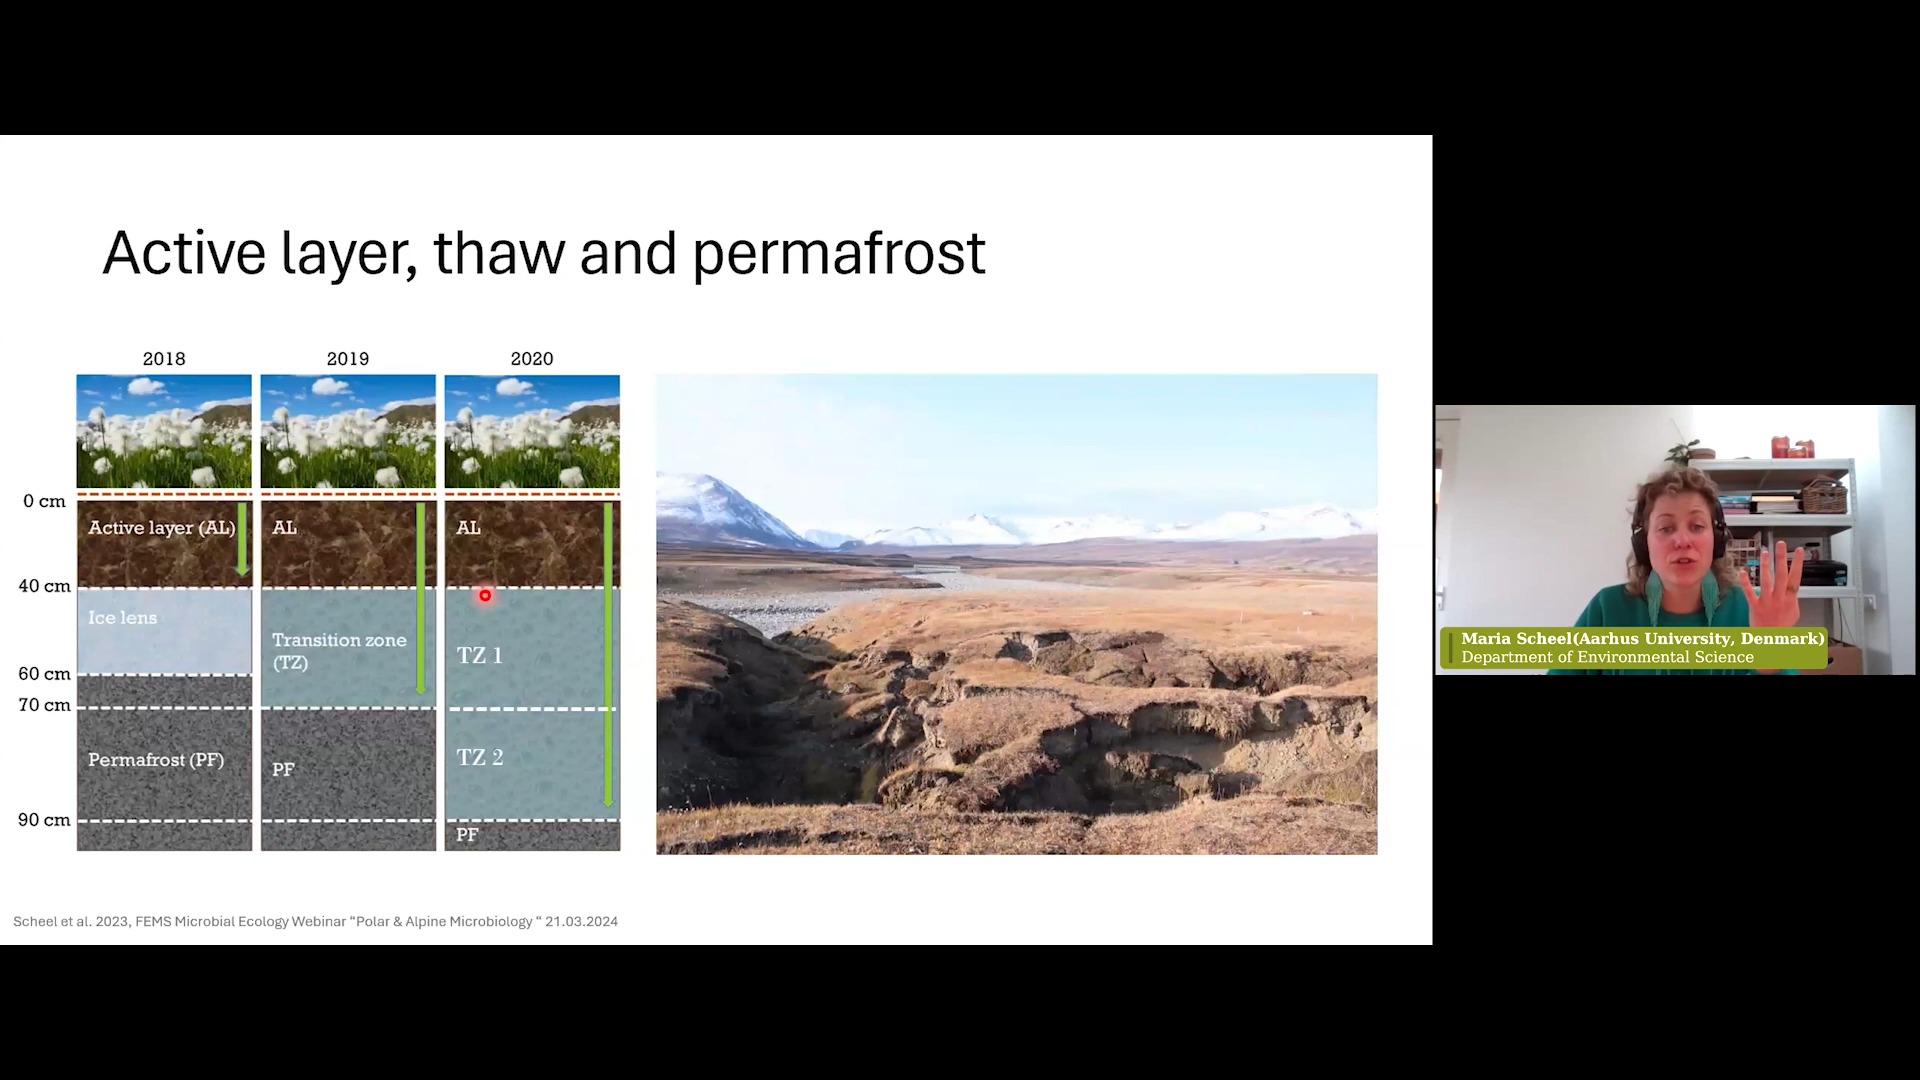 Active layer, thaw and permafrost
2018 2019 2020
0 cm
Active layer (AL) AL AL
40 cm
Ice lens
Transition zone
(TZ)
TZ 1
60 cm
70 cm
Permafrost (PF) PF TZ 2
90 cm
PF
Scheel et al. 2023, FEMS Microbial Ecology Webinar “Polar & Alpine Microbiology “ 21.03.2024
Maria Scheel(Aarhus University, Denmark)
Department of Environmental Science